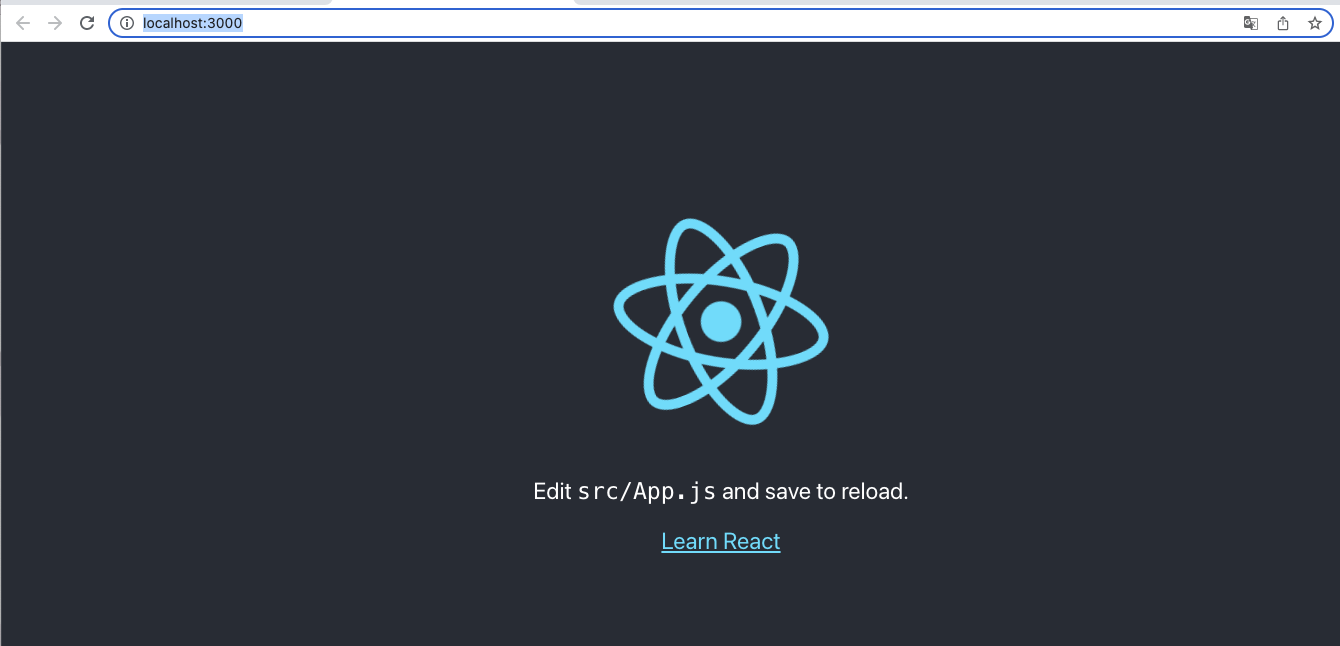 localhost:3000
Edit src/App.js and save to reload.
Learn React